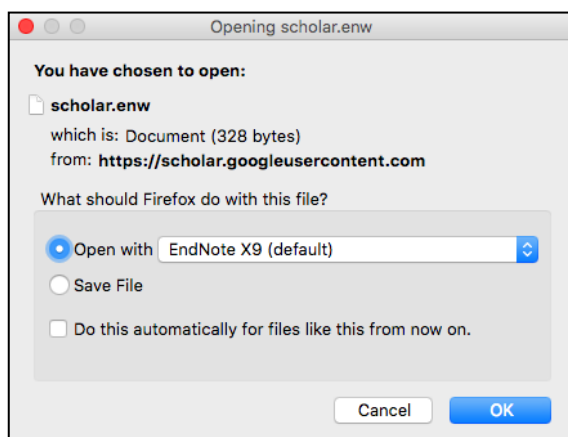 Opening scholar.enw
You have chosen to open:
scholar.enw
which is: Document (328 bytes)
from: https://scholar.googleusercontent.com
What should Firefox do with this file?
Open with EndNote X9 (default)
Save File
Do this automatically for files like this from now on.
Cancel OK